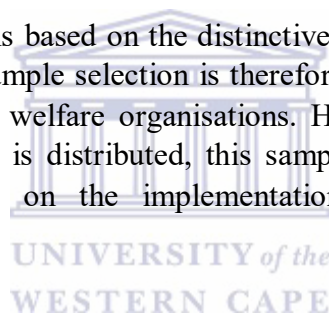 s based on the distinctive
ample selection is therefor
welfare organisations. H
is distributed, this samp
on the implementation
UNIVERSITY of the
WESTERN CAPE